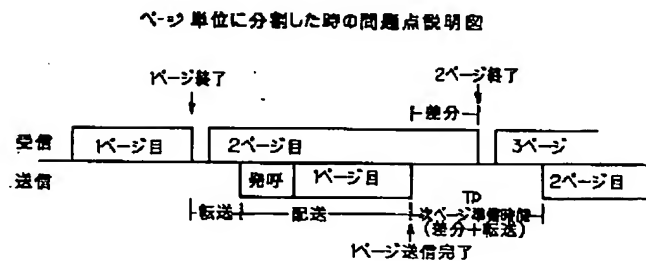 ページ単位に分割した時の問題点説明図
1ページ終了
2ページ終了
差分
受信
1ページ目
2ページ目
3ページ
送信
発呼
1ページ目
2ページ目
TD
転送
配送
次ページ準備時間
(差分+転送)
1ページ送信完了